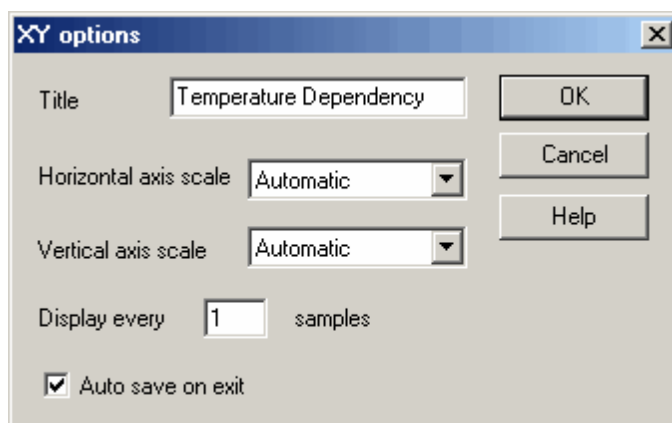 XY options
Title
Temperature Dependency
OK
Cancel
Horizontal axis scale
Automatic
Help
Vertical axis scale
Automatic
Display every
1
samples
Auto save on exit